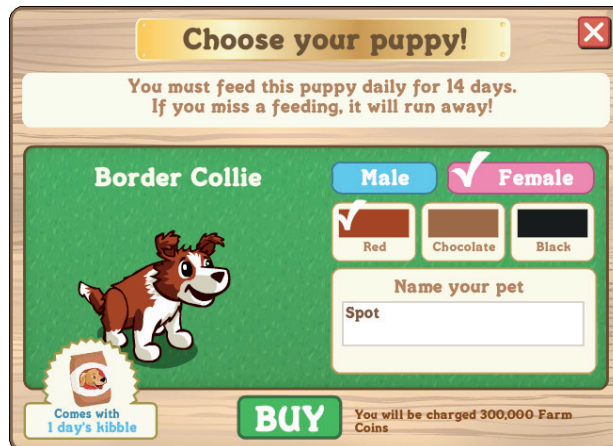 Choose your puppy!
You must feed this puppy daily for 14 days.
If you miss a feeding, it will run away!
Border Collie
Male
Female
Red
Chocolate
Black
Name your pet
Spot
Comes with
1 day's kibble
BUY
You will be charged 300,000 Farm
Coins